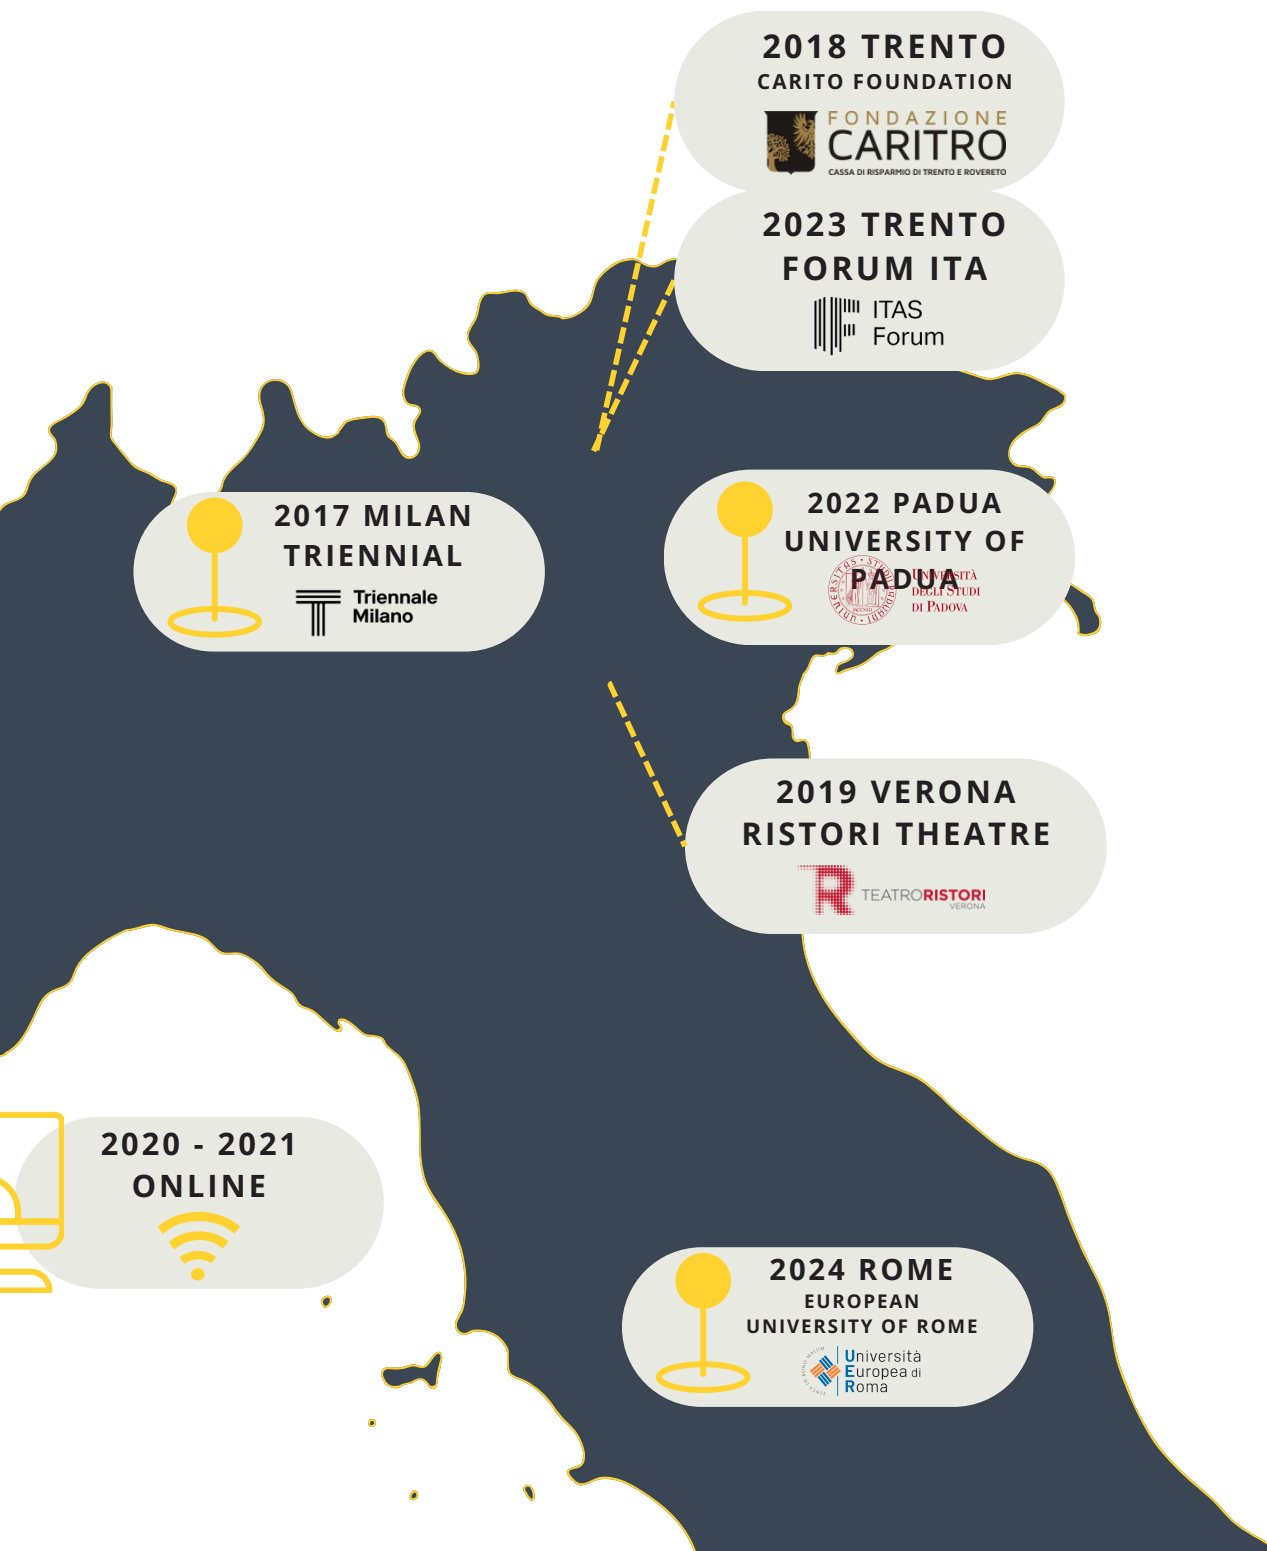 2018 TRENTO
CARITO FOUNDATION
FONDAZIONE
CARITRO
CASSA DI RISPARMIO DI TRENTO E ROVERETO
2023 TRENTO
FORUM ITA
ITAS
Forum
2017 MILAN
TRIENNIAL
Triennale
Milano
2022 PADUA
UNIVERSITY OF
PADUA
UNIVERSITÀ
DEGLI STUDI
DI PADOVA
2019 VERONA
RISTORI THEATRE
TEATRORISTORI
VERONA
2020 - 2021
ONLINE
2024 ROME
EUROPEAN
UNIVERSITY OF ROME
Università
Europea di
Roma